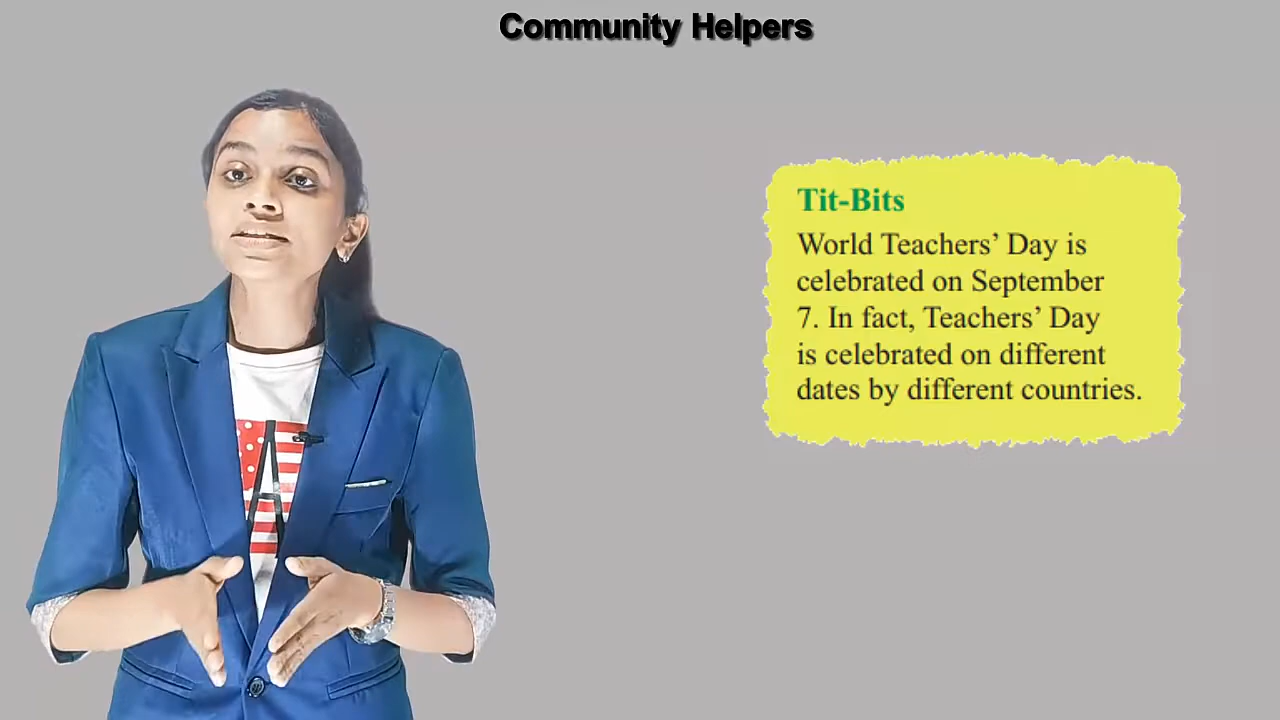 Community Helpers
Tit-Bits
World Teachers’ Day is
celebrated on September
7. In fact, Teachers’ Day
is celebrated on different
dates by different countries.
A